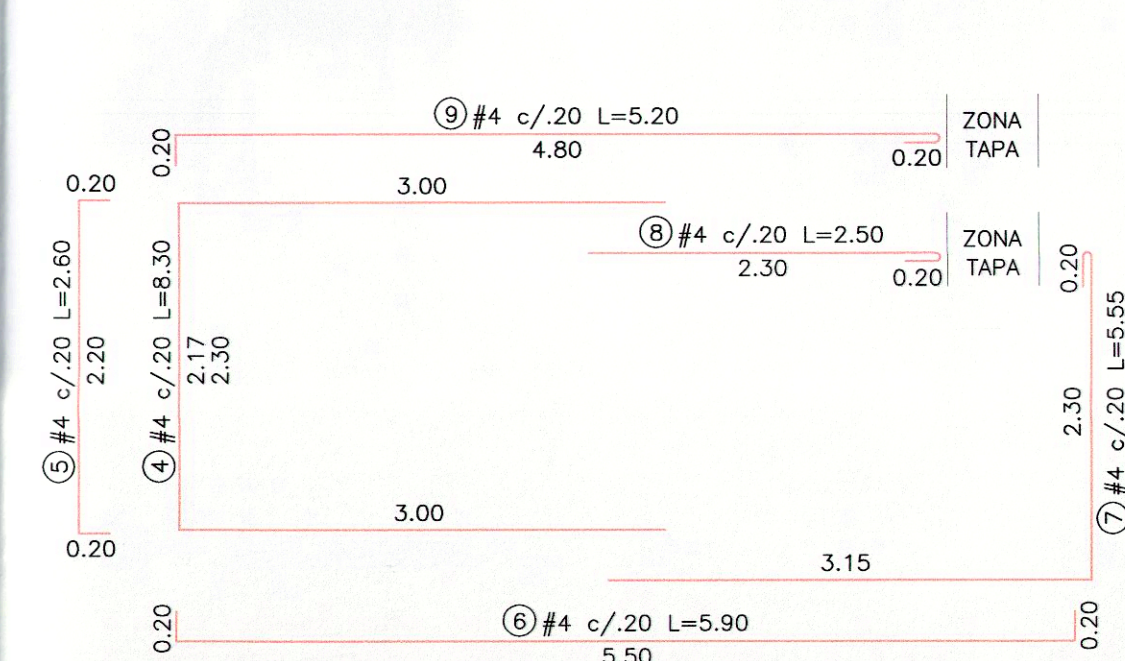 ⑨ #4 c/.20 L=5.20
0.20
4.80
0.20
ZONA
TAPA
0.20
3.00
⑧ #4 c/.20 L=2.50
2.30
0.20
ZONA
TAPA
⑤ #4 c/.20 L=2.60
2.20
④ #4 c/.20 L=8.30
2.17
2.30
0.20
2.30
⑦ #4 c/.20 L=5.55
3.00
0.20
3.15
0.20
⑥ #4 c/.20 L=5.90
5.50
0.20